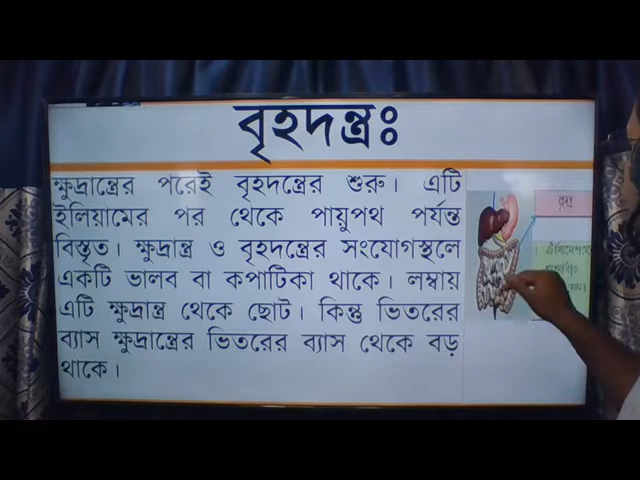 বৃহদন্ত্রঃ
ক্ষুদ্রান্ত্রের পরেই বৃহদন্ত্রের শুরু। এটি
ইলিয়ামের পর থেকে পায়ুপথ পর্যন্ত
বিস্তৃত। ক্ষুদ্রান্ত্র ও বৃহদন্ত্রের সংযোগস্থলে
একটি ভালব বা কপাটিকা থাকে। লম্বায়
এটি ক্ষুদ্রান্ত্র থেকে ছোট। কিন্তু ভিতরের
ব্যাস ক্ষুদ্রান্ত্রের ভিতরের ব্যাস থেকে বড়
থাকে।